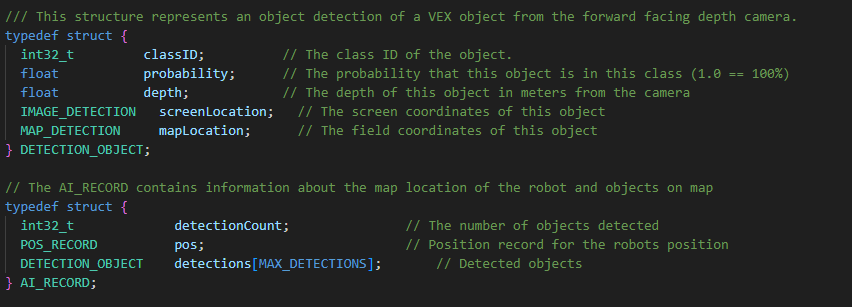 /// This structure represents an object detection of a VEX object from the forward facing depth camera.
typedef struct {
  int32_t         classID;              // The class ID of the object.
  float           probability;      // The probability that this object is in this class (1.0 == 100%)
  float           depth;            // The depth of this object in meters from the camera
  IMAGE_DETECTION   screenLocation;   // The screen coordinates of this object
  MAP_DETECTION     mapLocation;      // The field coordinates of this object
} DETECTION_OBJECT;

// The AI_RECORD contains information about the map location of the robot and objects on map
typedef struct {
  int32_t             detectionCount;               // The number of objects detected
  POS_RECORD          pos;                          // Position record for the robots position
  DETECTION_OBJECT    detections[MAX_DETECTIONS];       // Detected objects
} AI_RECORD;